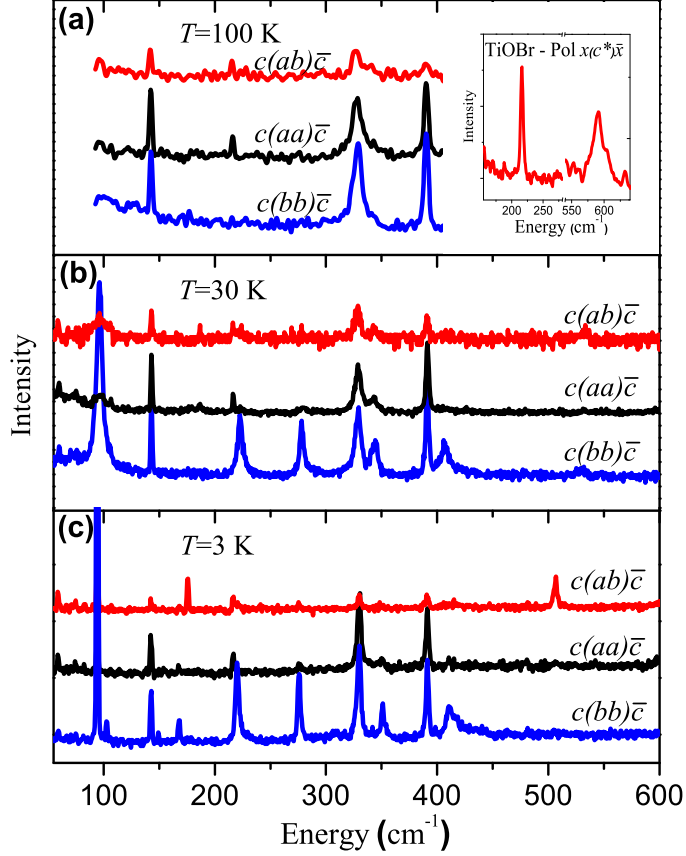 (a)
T=100 K
c(ab)c̅
c(aa)c̅
c(bb)c̅
TiOBr - Pol x(c*)x̄
Intensity
200 250 550 600
Energy (cm⁻¹)
(b)
T=30 K
c(ab)c̅
c(aa)c̅
c(bb)c̅
Intensity
(c)
T=3 K
c(ab)c̅
c(aa)c̅
c(bb)c̅
100 200 300 400 500 600
Energy (cm⁻¹)